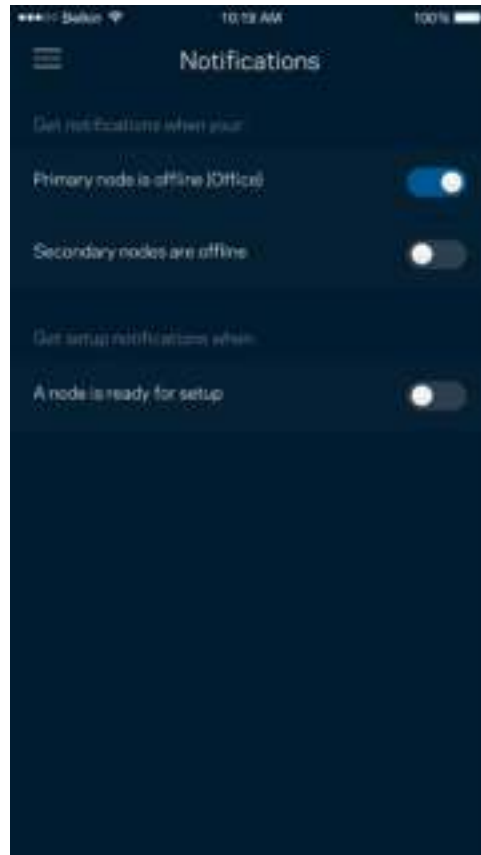 Belkin 10:19 AM 100%
Notifications
Get notifications when your:
Primary node is offline (Office)
Secondary nodes are offline
Get setup notifications when:
A node is ready for setup